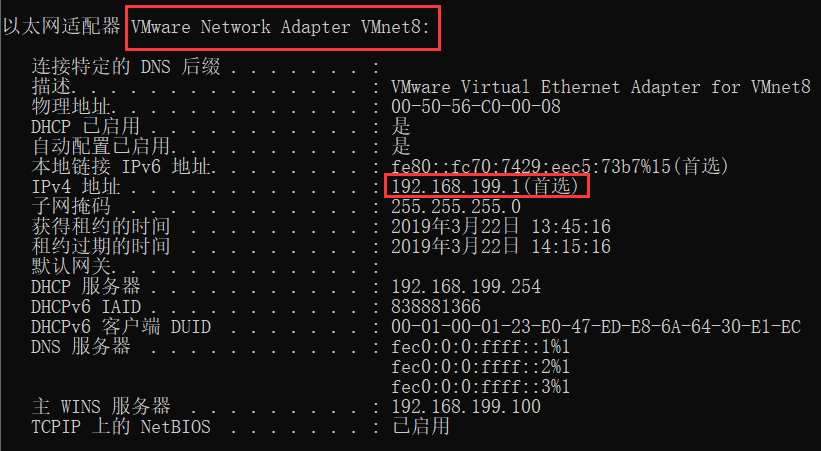 以太网适配器 VMware Network Adapter VMnet8:
连接特定的 DNS 后缀 . . . . . . . :
描述. . . . . . . . . . . . . . . : VMware Virtual Ethernet Adapter for VMnet8
物理地址. . . . . . . . . . . . . : 00-50-56-C0-00-08
DHCP 已启用 . . . . . . . . . . . : 是
自动配置已启用. . . . . . . . . . : 是
本地链接 IPv6 地址. . . . . . . . : fe80::fc70:7429:eec5:73b7%15(首选)
IPv4 地址 . . . . . . . . . . . . : 192.168.199.1(首选)
子网掩码 . . . . . . . . . . . . : 255.255.255.0
获得租约的时间 . . . . . . . . . : 2019年3月22日 13:45:16
租约过期的时间 . . . . . . . . . : 2019年3月22日 14:15:16
默认网关. . . . . . . . . . . . . :
DHCP 服务器 . . . . . . . . . . . : 192.168.199.254
DHCPv6 IAID . . . . . . . . . . . : 838881366
DHCPv6 客户端 DUID . . . . . . . : 00-01-00-01-23-E0-47-ED-E8-6A-64-30-E1-EC
DNS 服务器 . . . . . . . . . . . : fec0:0:0:ffff::1%1
fec0:0:0:ffff::2%1
fec0:0:0:ffff::3%1
主 WINS 服务器 . . . . . . . . . : 192.168.199.100
TCPIP 上的 NetBIOS . . . . . . . : 已启用